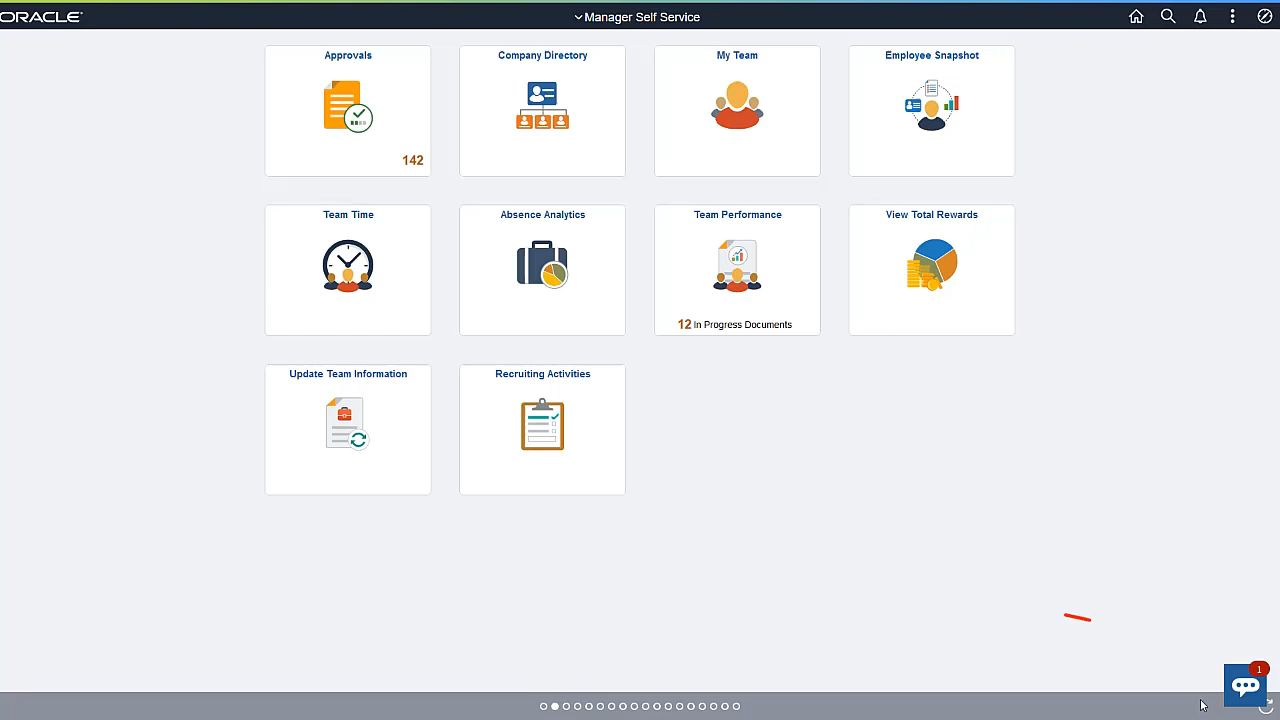 ORACLE
Manager Self Service
Approvals
142
Company Directory
My Team
Employee Snapshot
Team Time
Absence Analytics
Team Performance
12 In Progress Documents
View Total Rewards
Update Team Information
Recruiting Activities
1